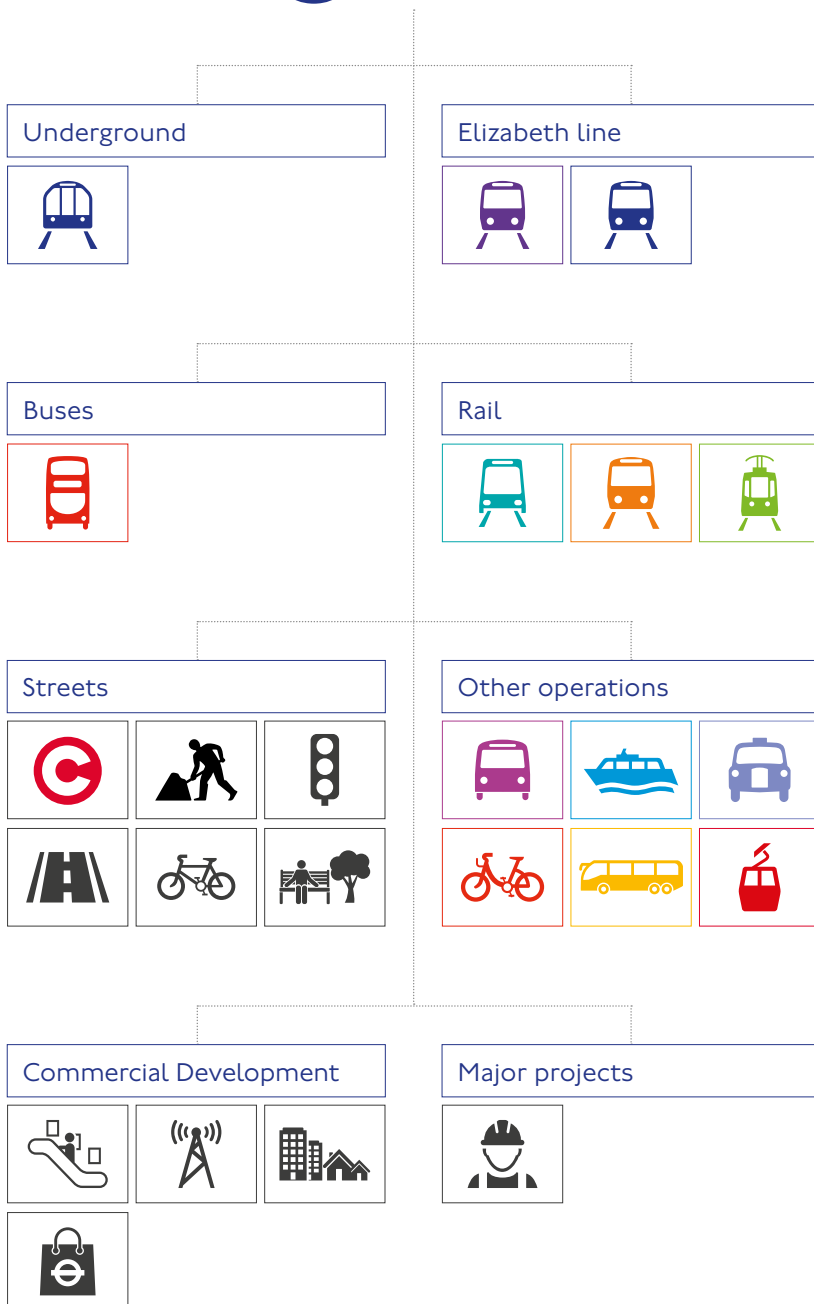 Underground
Elizabeth line
Buses
Rail
Streets
Other operations
Commercial Development
Major projects